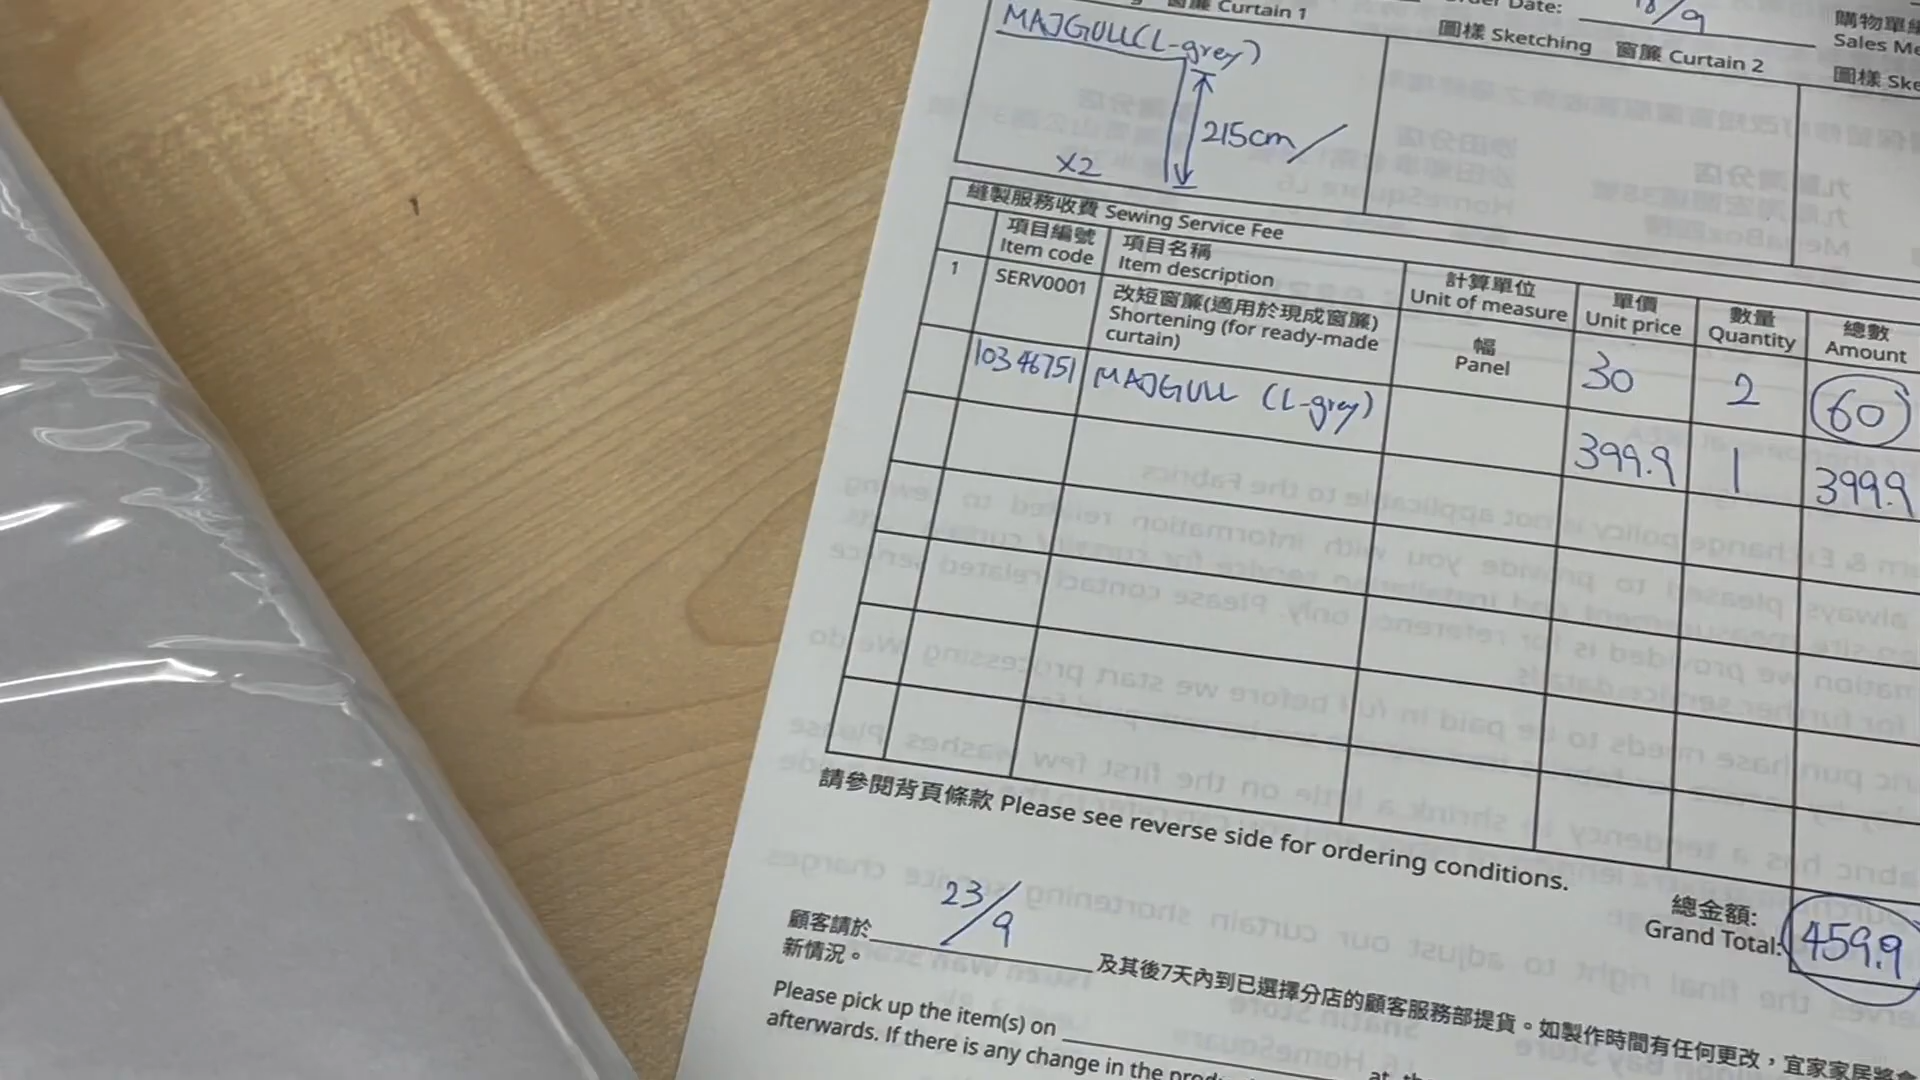 窗簾 Curtain 1
Date: 18/9
購物單
Sales Me
MAJGULL(L-grey)
圖樣 Sketching 窗簾 Curtain 2
圖樣 Ske
215cm
X2
縫製服務收費 Sewing Service Fee
項目編號 項目名稱 計算單位 單價 數量 總數
Item code Item description Unit of measure Unit price Quantity Amount
1 SERV0001 改短窗簾(適用於現成窗簾) 幅 30 2 60
Shortening (for ready-made Panel
curtain)
10346751 MAJGULL (L-grey) 399.9 1 399.9
請參閱背頁條款 Please see reverse side for ordering conditions.
總金額:
Grand Total: 459.9
顧客請於 23/9 及其後7天內到已選擇分店的顧客服務部提貨。如製作時間有任何更改，宜家家居將會
新情況。
Please pick up the item(s) on
afterwards. If there is any change in the